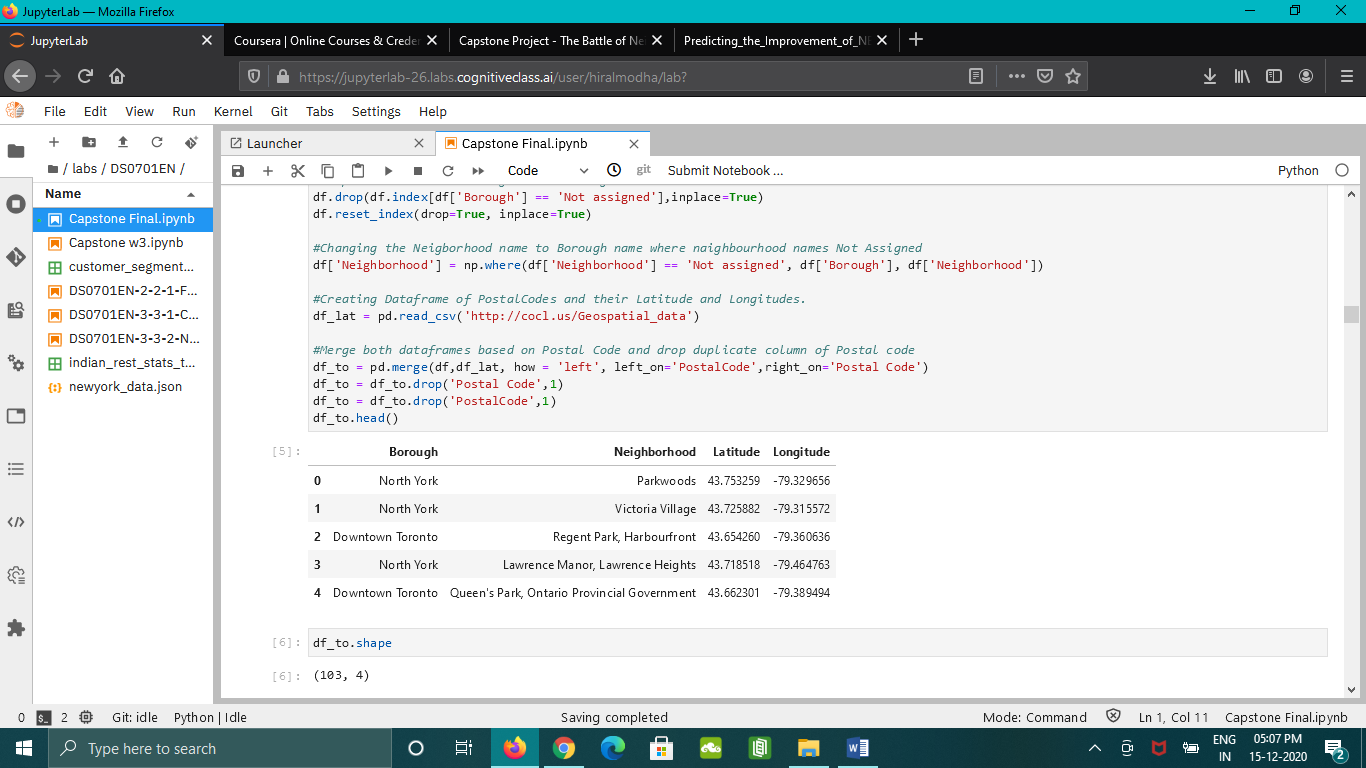 JupyterLab — Mozilla Firefox
JupyterLab
Coursera | Online Courses & Crede
Capstone Project - The Battle of Ne
Predicting_the_Improvement_of_NB
https://jupyterlab-26.labs.cognitiveclass.ai/user/hiralmodha/lab?
File Edit View Run Kernel Git Tabs Settings Help
Launcher
Capstone Final.ipynb
/ labs / DS0701EN /
Code
git
Submit Notebook ...
Python
Name
Capstone Final.ipynb
Capstone w3.ipynb
customer_segment...
DS0701EN-2-2-1-F...
DS0701EN-3-3-1-C...
DS0701EN-3-3-2-N...
indian_rest_stats_t...
newyork_data.json
df.drop(df.index[df['Borough'] == 'Not assigned'],inplace=True)
df.reset_index(drop=True, inplace=True)
#Changing the Neigborhood name to Borough name where naighbourhood names Not Assigned
df['Neighborhood'] = np.where(df['Neighborhood'] == 'Not assigned', df['Borough'], df['Neighborhood'])
#Creating Dataframe of PostalCodes and their Latitude and Longitudes.
df_lat = pd.read_csv('http://cocl.us/Geospatial_data')
#Merge both dataframes based on Postal Code and drop duplicate column of Postal code
df_to = pd.merge(df,df_lat, how = 'left', left_on='PostalCode',right_on='Postal Code')
df_to = df_to.drop('Postal Code',1)
df_to = df_to.drop('PostalCode',1)
df_to.head()
[5]:
Borough Neighborhood Latitude Longitude
0 North York Parkwoods 43.753259 -79.329656
1 North York Victoria Village 43.725882 -79.315572
2 Downtown Toronto Regent Park, Harbourfront 43.654260 -79.360636
3 North York Lawrence Manor, Lawrence Heights 43.718518 -79.464763
4 Downtown Toronto Queen's Park, Ontario Provincial Government 43.662301 -79.389494
[6]: df_to.shape
[6]: (103, 4)
0 2 Git: idle Python | Idle Saving completed Mode: Command Ln 1, Col 11 Capstone Final.ipynb
Type here to search
ENG
IN
05:07 PM
15-12-2020
2